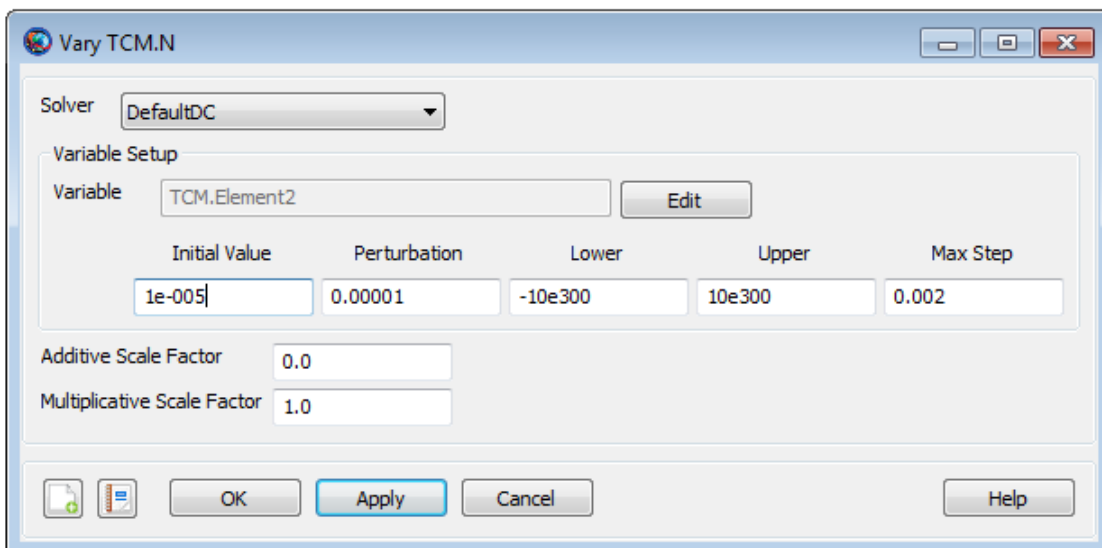 Vary TCM.N
Solver DefaultDC
Variable Setup
Variable TCM.Element2 Edit
Initial Value Perturbation Lower Upper Max Step
1e-005 0.00001 -10e300 10e300 0.002
Additive Scale Factor 0.0
Multiplicative Scale Factor 1.0
OK Apply Cancel Help